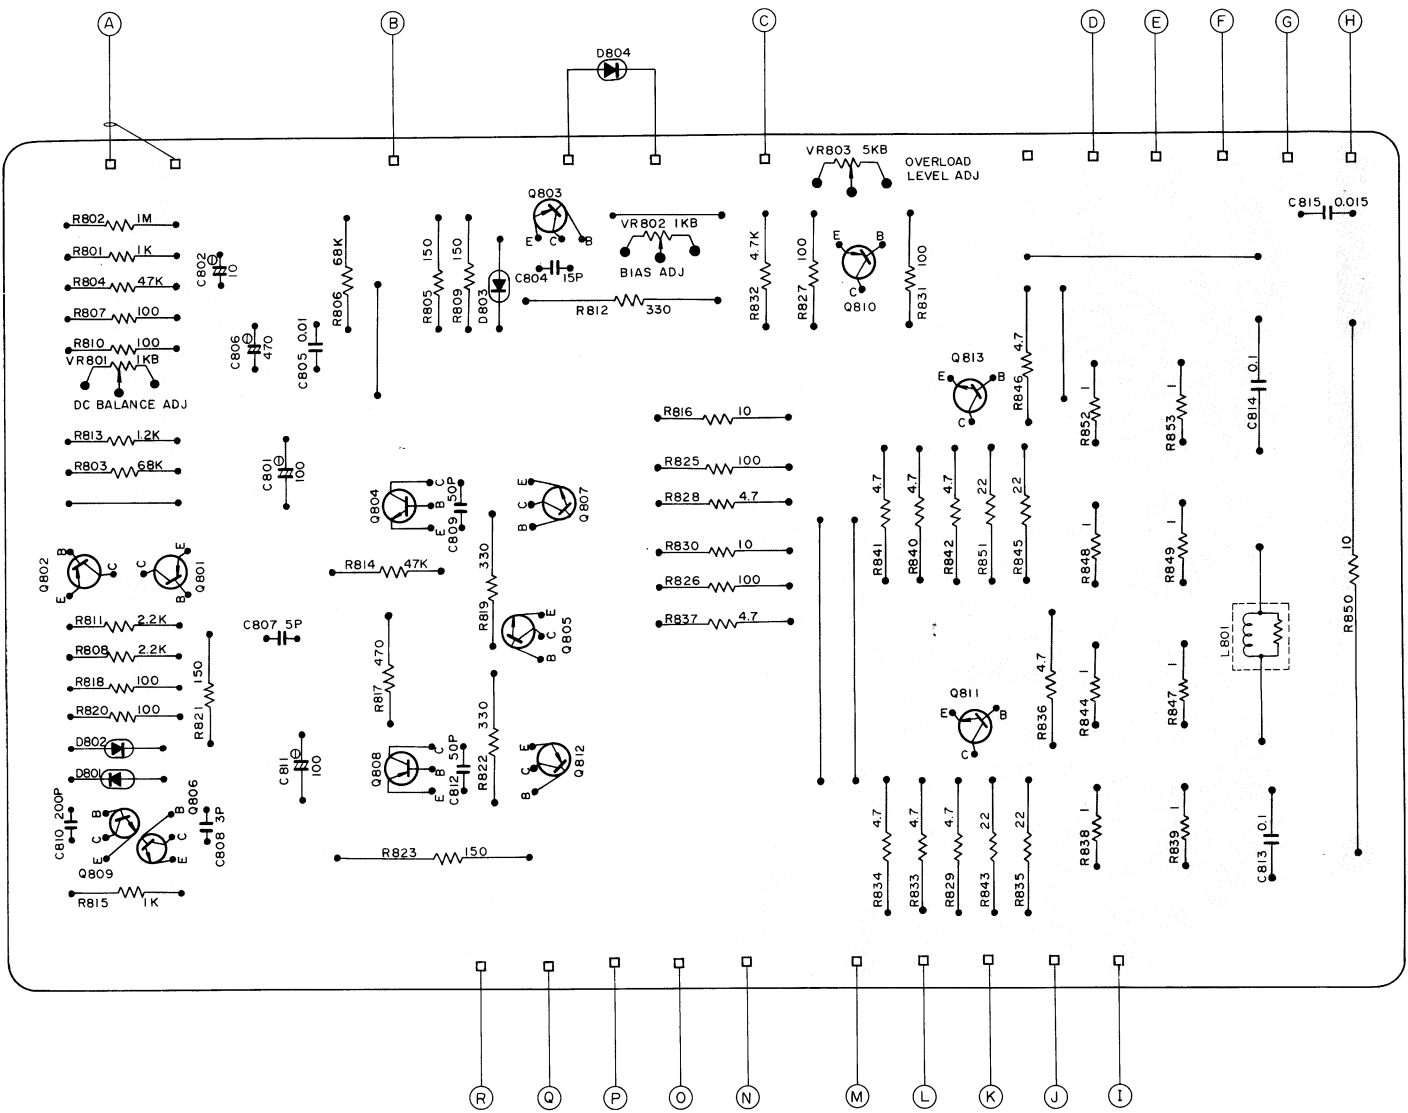 A
B
C
D
E
F
G
H
D804
VR803 5KB
OVERLOAD
LEVEL ADJ
C815 0.015
Q803
E C B
R802 1M
R801 1K
R804 47K
R807 100
R810 100
VR801 1KB
DC BALANCE ADJ
R813 1.2K
R803 68K
C802 10
C806 470
C805 0.01
R806 68K
R805 150
R809 150
D803
C804 15P
VR802 1KB
BIAS ADJ
R812 330
R832 4.7K
R827 100
E B
C
Q810
R831 100
Q813
E B
C
R846 4.7
R852 1
R853 1
C814 0.1
C801 100
Q804
C
B
E
C809 50P
E
C
B
Q807
R816 10
R825 100
R828 4.7
R830 10
R826 100
R837 4.7
R841 4.7
R840 4.7
R842 4.7
R851 22
R845 22
R848 1
R849 1
R850 10
Q802
B
C
E
C
E
B
Q801
R814 47K
R819 330
E
C
B
Q805
R811 2.2K
R808 2.2K
R818 100
R820 100
D802
D801
R821 150
C807 5P
R817 470
L801
Q811
E B
C
R836 4.7
R844 1
R847 1
C811 100
Q808
C
B
E
C812 50P
R822 330
E
C
B
Q812
C810 200P
B
C
E
Q809
Q806
B
C
E
C808 3P
R815 1K
R823 150
R834 4.7
R833 4.7
R829 4.7
R843 22
R835 22
R838 1
R839 1
C813 0.1
R
Q
P
O
N
M
L
K
J
I